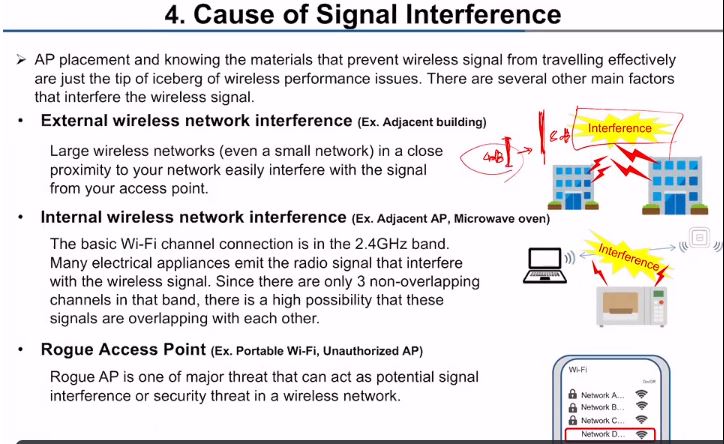 4. Cause of Signal Interference
➢ AP placement and knowing the materials that prevent wireless signal from travelling effectively
are just the tip of iceberg of wireless performance issues. There are several other main factors
that interfere the wireless signal.
• External wireless network interference (Ex. Adjacent building)
Large wireless networks (even a small network) in a close
proximity to your network easily interfere with the signal
from your access point.
4dB
8dB
Interference
• Internal wireless network interference (Ex. Adjacent AP, Microwave oven)
The basic Wi-Fi channel connection is in the 2.4GHz band.
Many electrical appliances emit the radio signal that interfere
with the wireless signal. Since there are only 3 non-overlapping
channels in that band, there is a high possibility that these
signals are overlapping with each other.
Interference
• Rogue Access Point (Ex. Portable Wi-Fi, Unauthorized AP)
Rogue AP is one of major threat that can act as potential signal
interference or security threat in a wireless network.
Wi-Fi
On/Off
Network A...
Network B...
Network C...
Network D...